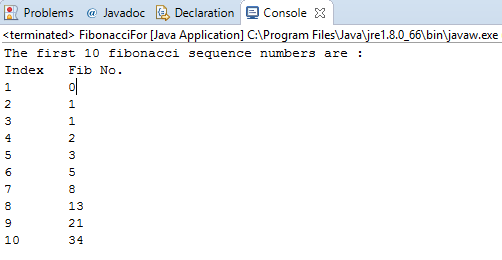 Problems @ Javadoc Declaration Console
<terminated> FibonacciFor [Java Application] C:\Program Files\Java\jre1.8.0_66\bin\javaw.exe
The first 10 fibonacci sequence numbers are :
Index Fib No.
1 0
2 1
3 1
4 2
5 3
6 5
7 8
8 13
9 21
10 34